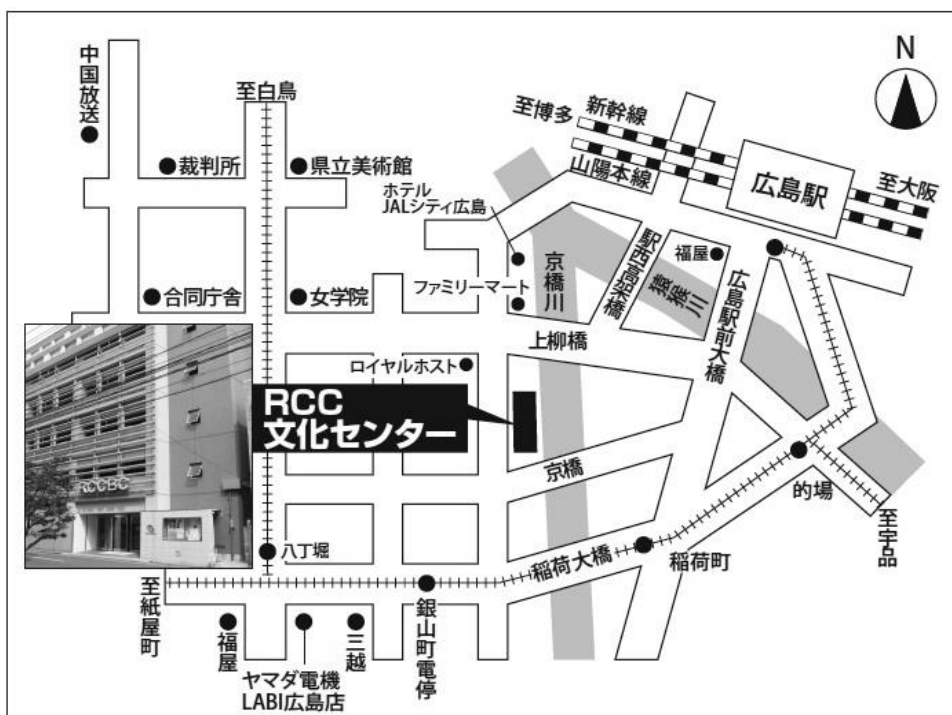 N
中国放送
至白鳥
至博多
新幹線
山陽本線
広島駅
至大阪
裁判所
県立美術館
ホテル
JALシティ広島
京橋川
駅西高架橋
福屋
猿猴川
広島駅前大橋
合同庁舎
女学院
ファミリーマート
上柳橋
ロイヤルホスト
RCC
文化センター
RCCBC
京橋
的場
至宇品
八丁堀
稲荷大橋
稲荷町
至紙屋町
福屋
ヤマダ電機
LABI広島店
三越
銀山町電停